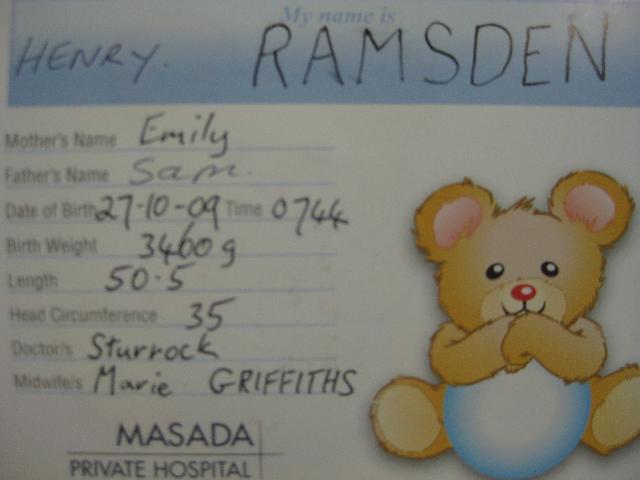 My name is
HENRY. RAMSDEN
Mother's Name Emily
Father's Name Sam.
Date of Birth 27-10-09 Time 0744
Birth Weight 3460 g
Length 50.5
Head Circumference 35
Doctor/s Sturrock
Midwife/s Marie GRIFFITHS
MASADA
PRIVATE HOSPITAL